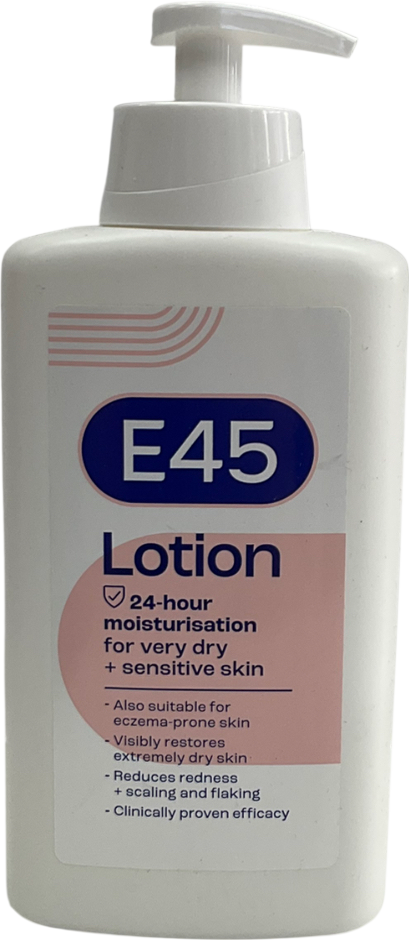 E45
Lotion
24-hour
moisturisation
for very dry
+ sensitive skin
- Also suitable for
eczema-prone skin
- Visibly restores
extremely dry skin
- Reduces redness
+ scaling and flaking
- Clinically proven efficacy